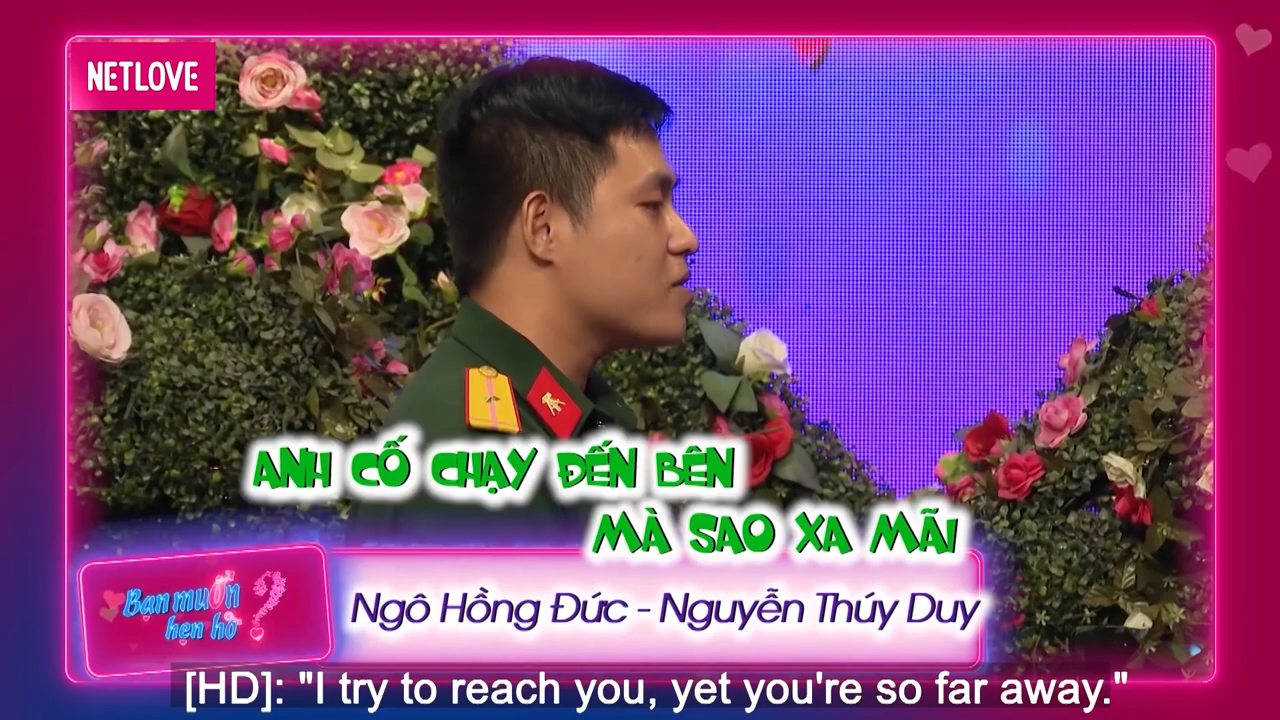 NETLOVE
ANH CỐ CHẠY ĐẾN BÊN
MÀ SAO XA MÃI
Bạn muốn
hẹn hò ?
Ngô Hồng Đức - Nguyễn Thúy Duy
[HD]: "I try to reach you, yet you're so far away."